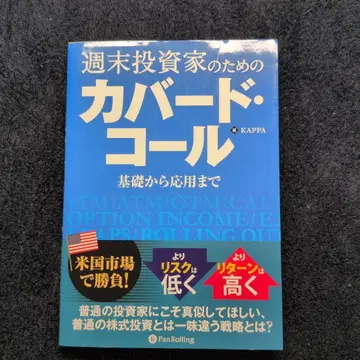 週末投資家のための
カバード・
コール
著 KAPPA
基礎から応用まで
OPTION INCOME/E
APS/ROLLING OU
米国市場
で勝負!
より
リスクは
低く
より
リターンは
高く
普通の投資家にこそ真似してほしい、
普通の株式投資とは一味違う戦略とは?
PanRolling